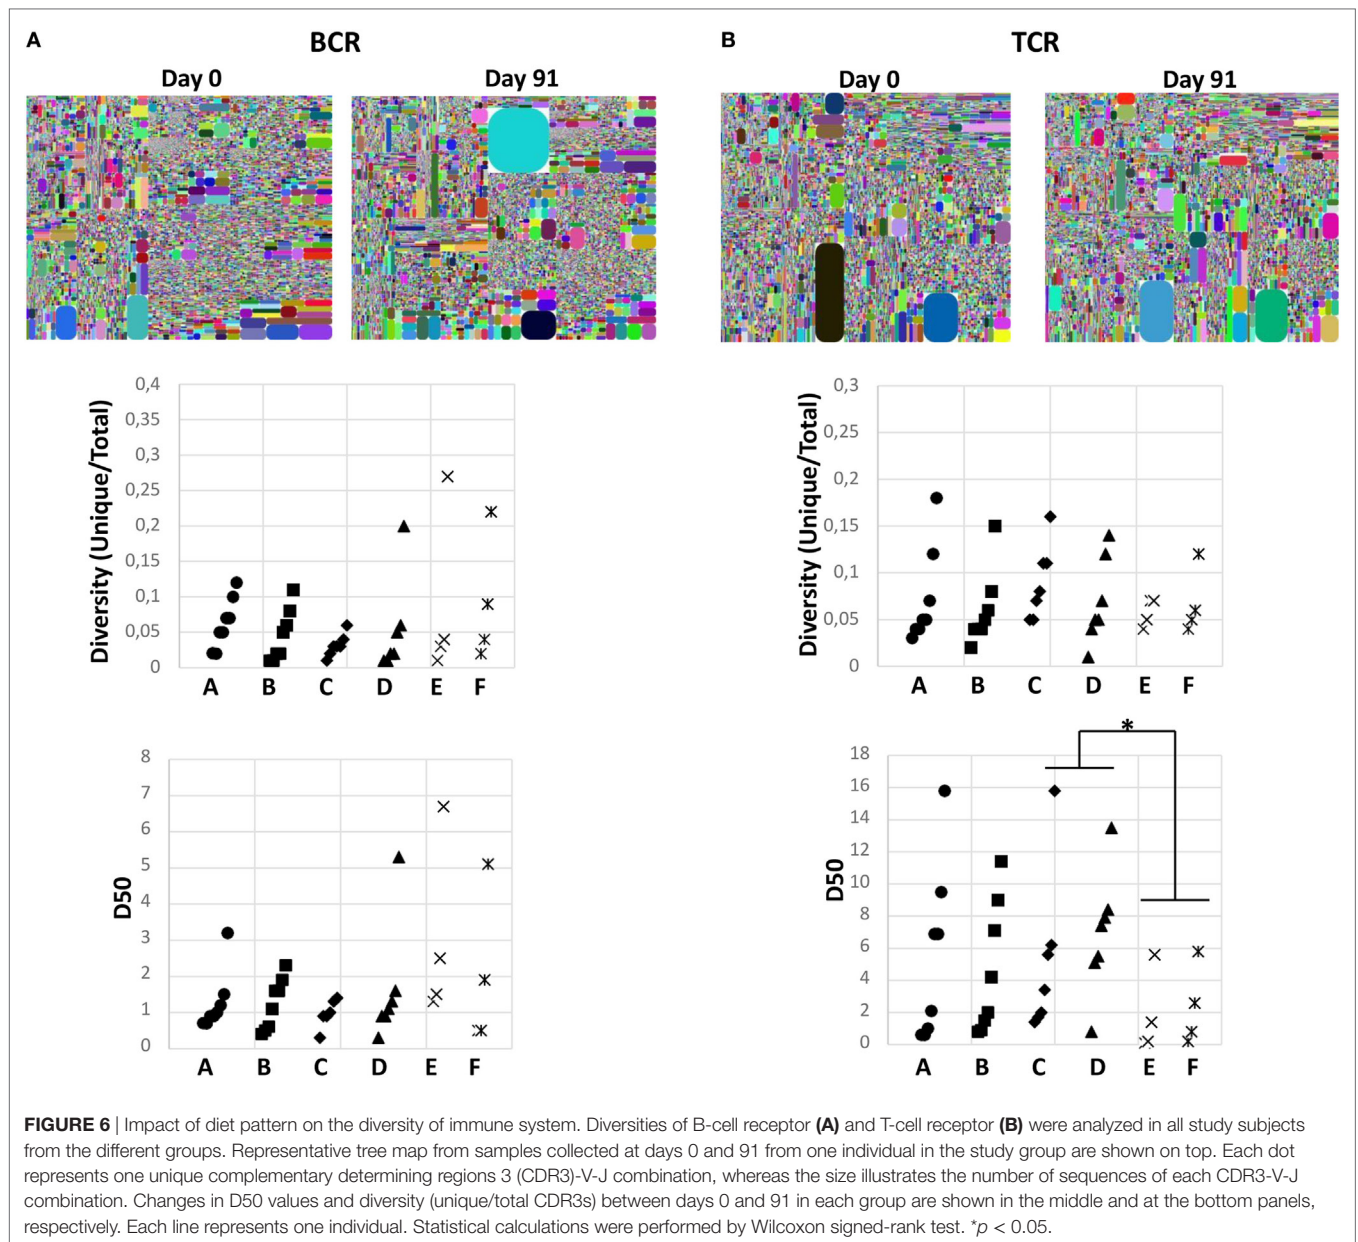 A
BCR
Day 0
Day 91
B
TCR
Day 0
Day 91
Diversity (Unique/Total)
0,4
0,35
0,3
0,25
0,2
0,15
0,1
0,05
0
A B C D E F
Diversity (Unique/Total)
0,3
0,25
0,2
0,15
0,1
0,05
0
A B C D E F
D50
8
7
6
5
4
3
2
1
0
A B C D E F
*
D50
18
16
14
12
10
8
6
4
2
0
A B C D E F
FIGURE 6 | Impact of diet pattern on the diversity of immune system. Diversities of B-cell receptor (A) and T-cell receptor (B) were analyzed in all study subjects
from the different groups. Representative tree map from samples collected at days 0 and 91 from one individual in the study group are shown on top. Each dot
represents one unique complementary determining regions 3 (CDR3)-V-J combination, whereas the size illustrates the number of sequences of each CDR3-V-J
combination. Changes in D50 values and diversity (unique/total CDR3s) between days 0 and 91 in each group are shown in the middle and at the bottom panels,
respectively. Each line represents one individual. Statistical calculations were performed by Wilcoxon signed-rank test. *p < 0.05.